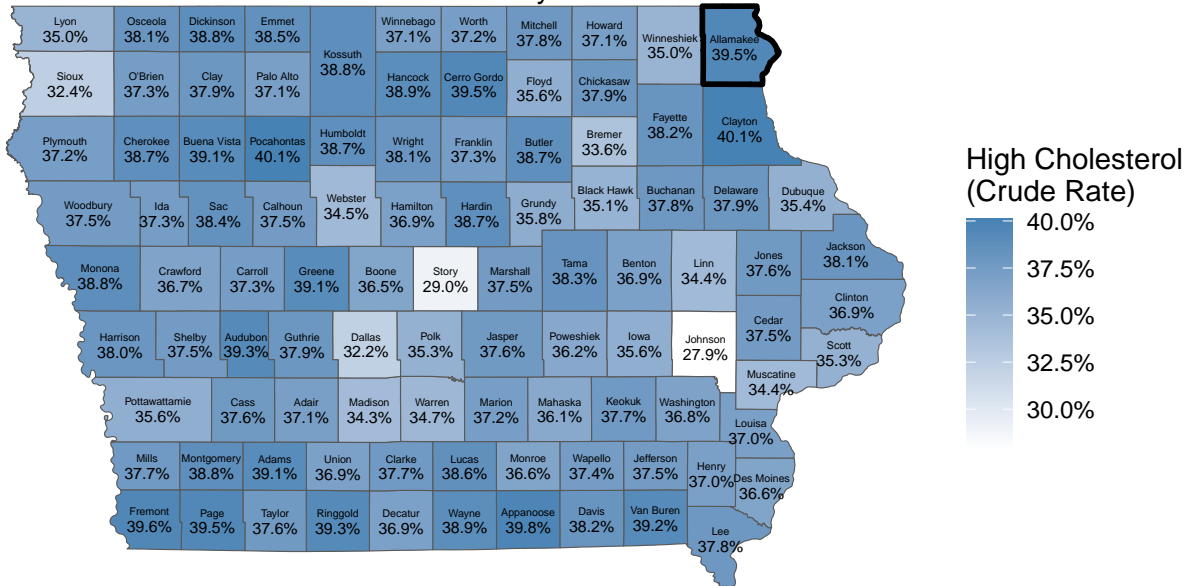 Lyon
35.0%
Osceola
38.1%
Dickinson
38.8%
Emmet
38.5%
Kossuth
38.8%
Winnebago
37.1%
Worth
37.2%
Mitchell
37.8%
Howard
37.1%
Winneshiek
35.0%
Allamakee
39.5%
Sioux
32.4%
O'Brien
37.3%
Clay
37.9%
Palo Alto
37.1%
Hancock
38.9%
Cerro Gordo
39.5%
Floyd
35.6%
Chickasaw
37.9%
Fayette
38.2%
Clayton
40.1%
Plymouth
37.2%
Cherokee
38.7%
Buena Vista
39.1%
Pocahontas
40.1%
Humboldt
38.7%
Wright
38.1%
Franklin
37.3%
Butler
38.7%
Bremer
33.6%
Woodbury
37.5%
Ida
37.3%
Sac
38.4%
Calhoun
37.5%
Webster
34.5%
Hamilton
36.9%
Hardin
38.7%
Grundy
35.8%
Black Hawk
35.1%
Buchanan
37.8%
Delaware
37.9%
Dubuque
35.4%
Monona
38.8%
Crawford
36.7%
Carroll
37.3%
Greene
39.1%
Boone
36.5%
Story
29.0%
Marshall
37.5%
Tama
38.3%
Benton
36.9%
Linn
34.4%
Jones
37.6%
Jackson
38.1%
Clinton
36.9%
Harrison
38.0%
Shelby
37.5%
Audubon
39.3%
Guthrie
37.9%
Dallas
32.2%
Polk
35.3%
Jasper
37.6%
Poweshiek
36.2%
Iowa
35.6%
Johnson
27.9%
Cedar
37.5%
Scott
35.3%
Muscatine
34.4%
Pottawattamie
35.6%
Cass
37.6%
Adair
37.1%
Madison
34.3%
Warren
34.7%
Marion
37.2%
Mahaska
36.1%
Keokuk
37.7%
Washington
36.8%
Louisa
37.0%
Mills
37.7%
Montgomery
38.8%
Adams
39.1%
Union
36.9%
Clarke
37.7%
Lucas
38.6%
Monroe
36.6%
Wapello
37.4%
Jefferson
37.5%
Henry
37.0%
Des Moines
36.6%
Fremont
39.6%
Page
39.5%
Taylor
37.6%
Ringgold
39.3%
Decatur
36.9%
Wayne
38.9%
Appanoose
39.8%
Davis
38.2%
Van Buren
39.2%
Lee
37.8%
High Cholesterol
(Crude Rate)
40.0%
37.5%
35.0%
32.5%
30.0%